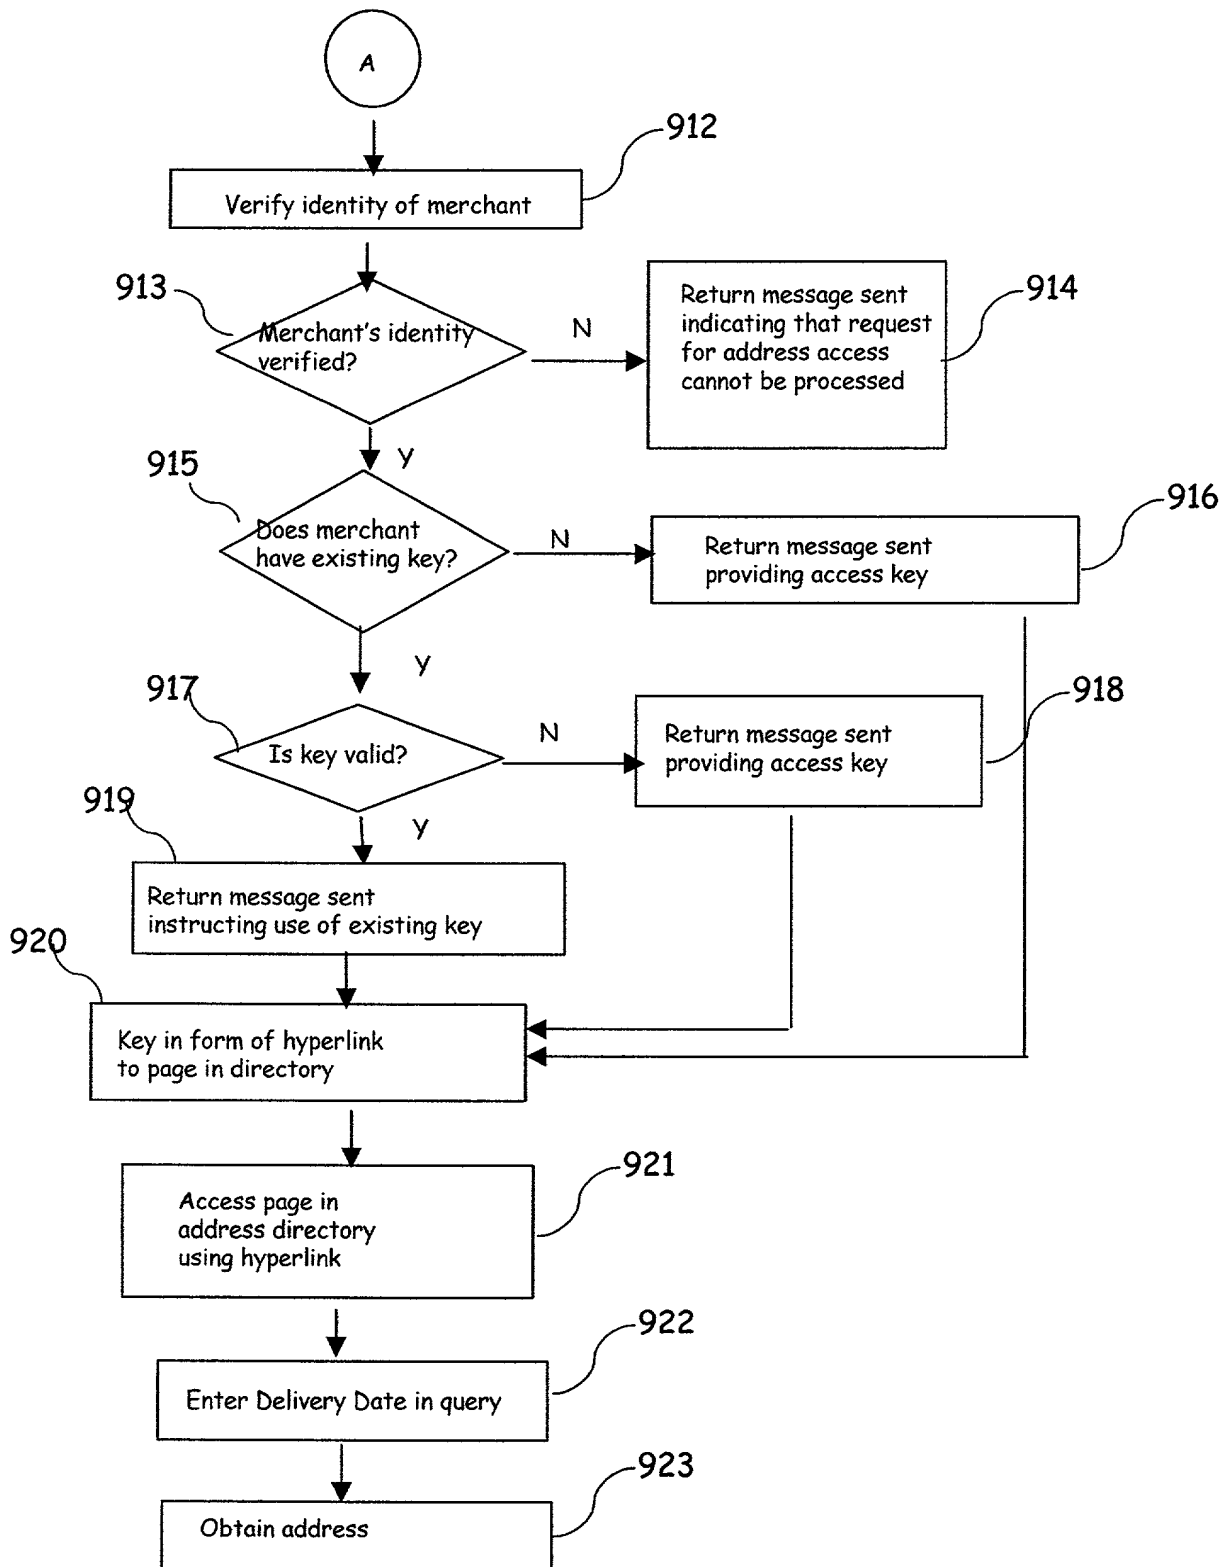 A
912
Verify identity of merchant
913
Merchant's identity
verified?
N
Return message sent
indicating that request
for address access
cannot be processed
914
Y
915
Does merchant
have existing key?
N
Return message sent
providing access key
916
Y
917
Is key valid?
N
Return message sent
providing access key
918
Y
919
Return message sent
instructing use of existing key
920
Key in form of hyperlink
to page in directory
921
Access page in
address directory
using hyperlink
922
Enter Delivery Date in query
923
Obtain address